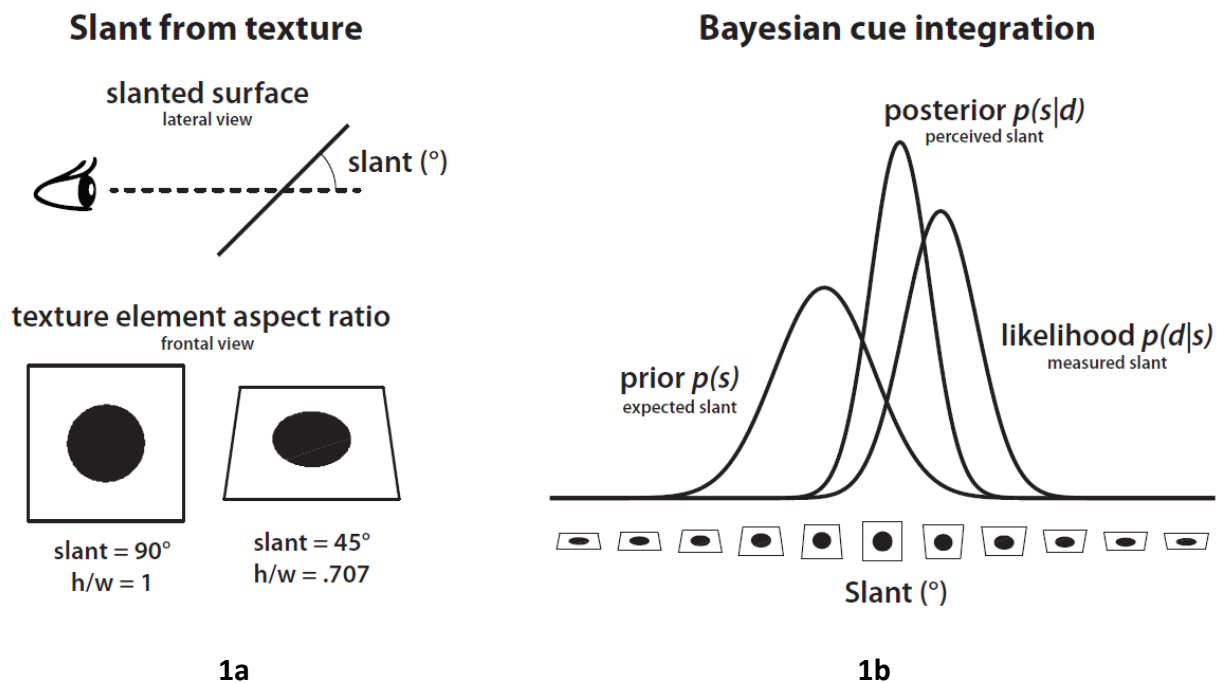 Slant from texture
slanted surface
lateral view
slant (°)
texture element aspect ratio
frontal view
slant = 90°
h/w = 1
slant = 45°
h/w = .707
1a
Bayesian cue integration
posterior p(s|d)
perceived slant
likelihood p(d|s)
measured slant
prior p(s)
expected slant
Slant (°)
1b